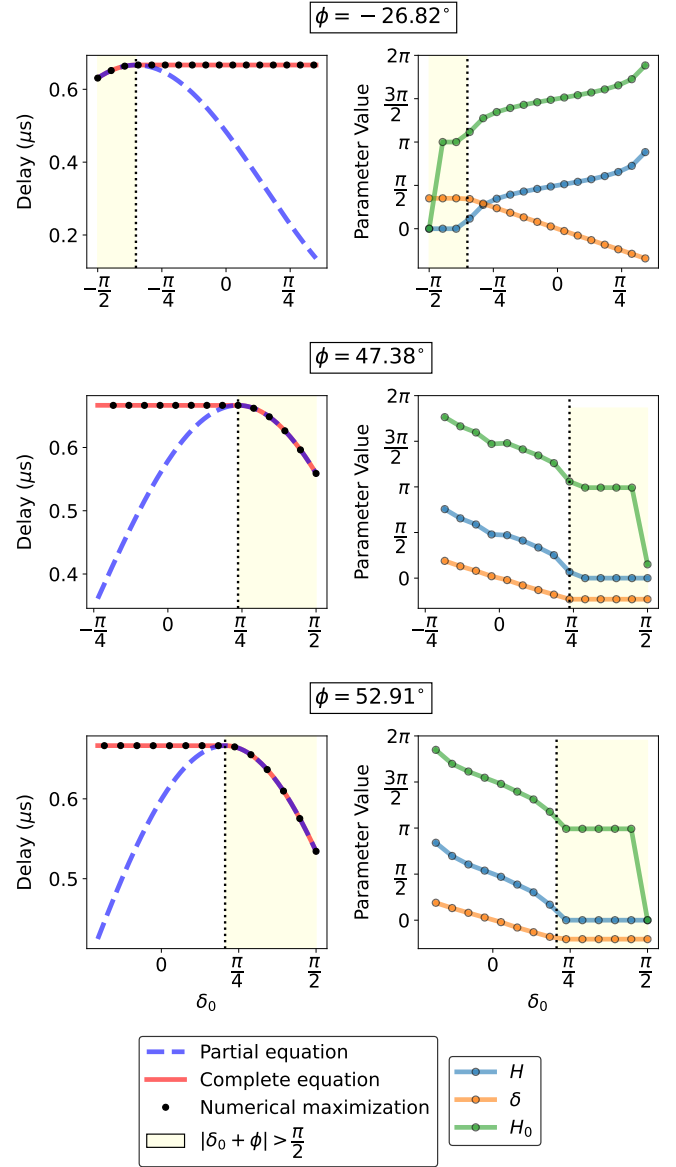 ϕ = − 26.82°
0.6
0.4
0.2
Delay (μs)
−π/2
−π/4
0
π/4
2π
3π/2
π
π/2
0
Parameter Value
−π/2
−π/4
0
π/4
ϕ = 47.38°
0.6
0.5
0.4
Delay (μs)
−π/4
0
π/4
π/2
2π
3π/2
π
π/2
0
Parameter Value
−π/4
0
π/4
π/2
ϕ = 52.91°
0.6
0.5
Delay (μs)
0
π/4
π/2
δ₀
2π
3π/2
π
π/2
0
Parameter Value
0
π/4
π/2
δ₀
Partial equation
Complete equation
Numerical maximization
|δ₀ + ϕ| > π/2
H
δ
H₀